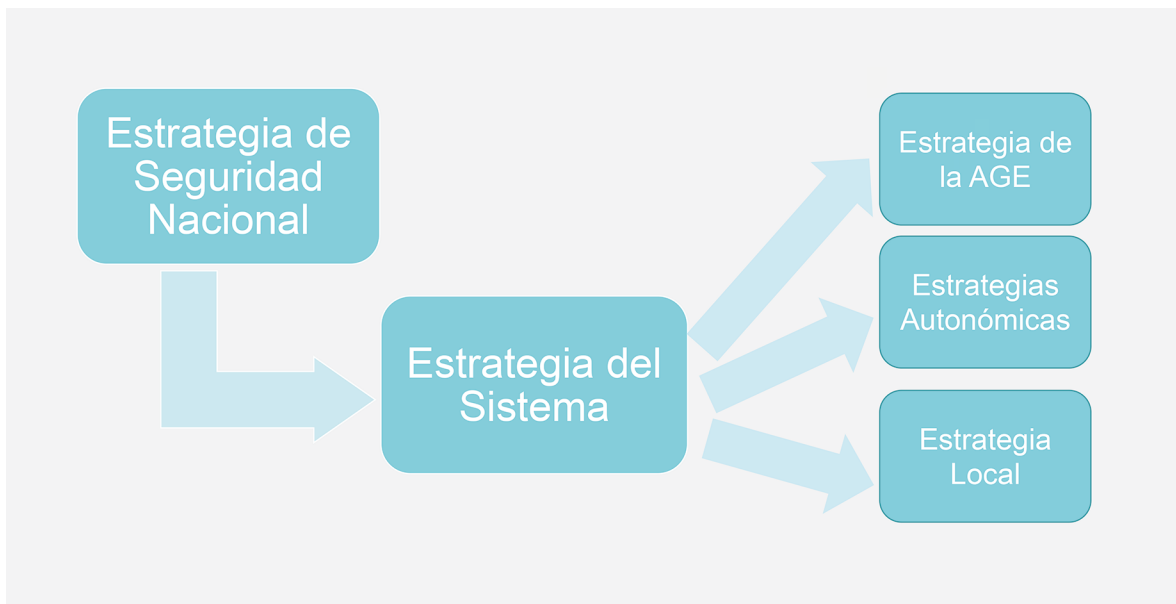 Estrategia de
Seguridad
Nacional
Estrategia del
Sistema
Estrategia de
la AGE
Estrategias
Autonómicas
Estrategia
Local